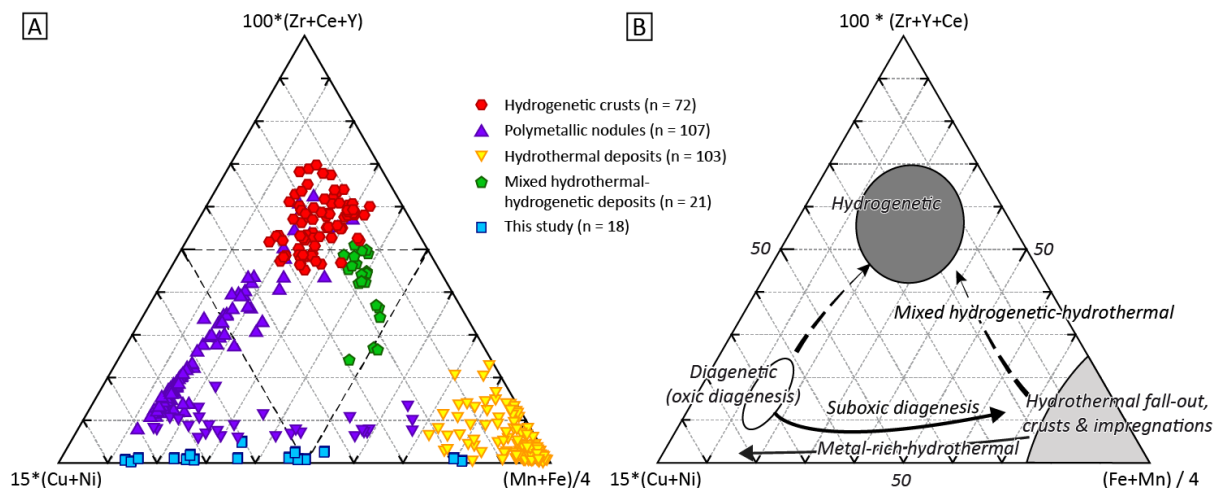 A
100*(Zr+Ce+Y)
Hydrogenetic crusts (n = 72)
Polymetallic nodules (n = 107)
Hydrothermal deposits (n = 103)
Mixed hydrothermal-
hydrogenetic deposits (n = 21)
This study (n = 18)
15*(Cu+Ni)
(Mn+Fe)/4
B
100 * (Zr+Y+Ce)
Hydrogenetic
50
50
Mixed hydrogenetic-hydrothermal
Diagenetic
(oxic diagenesis)
Suboxic diagenesis
Hydrothermal fall-out,
crusts & impregnations
Metal-rich-hydrothermal
15*(Cu+Ni)
50
(Fe+Mn) / 4